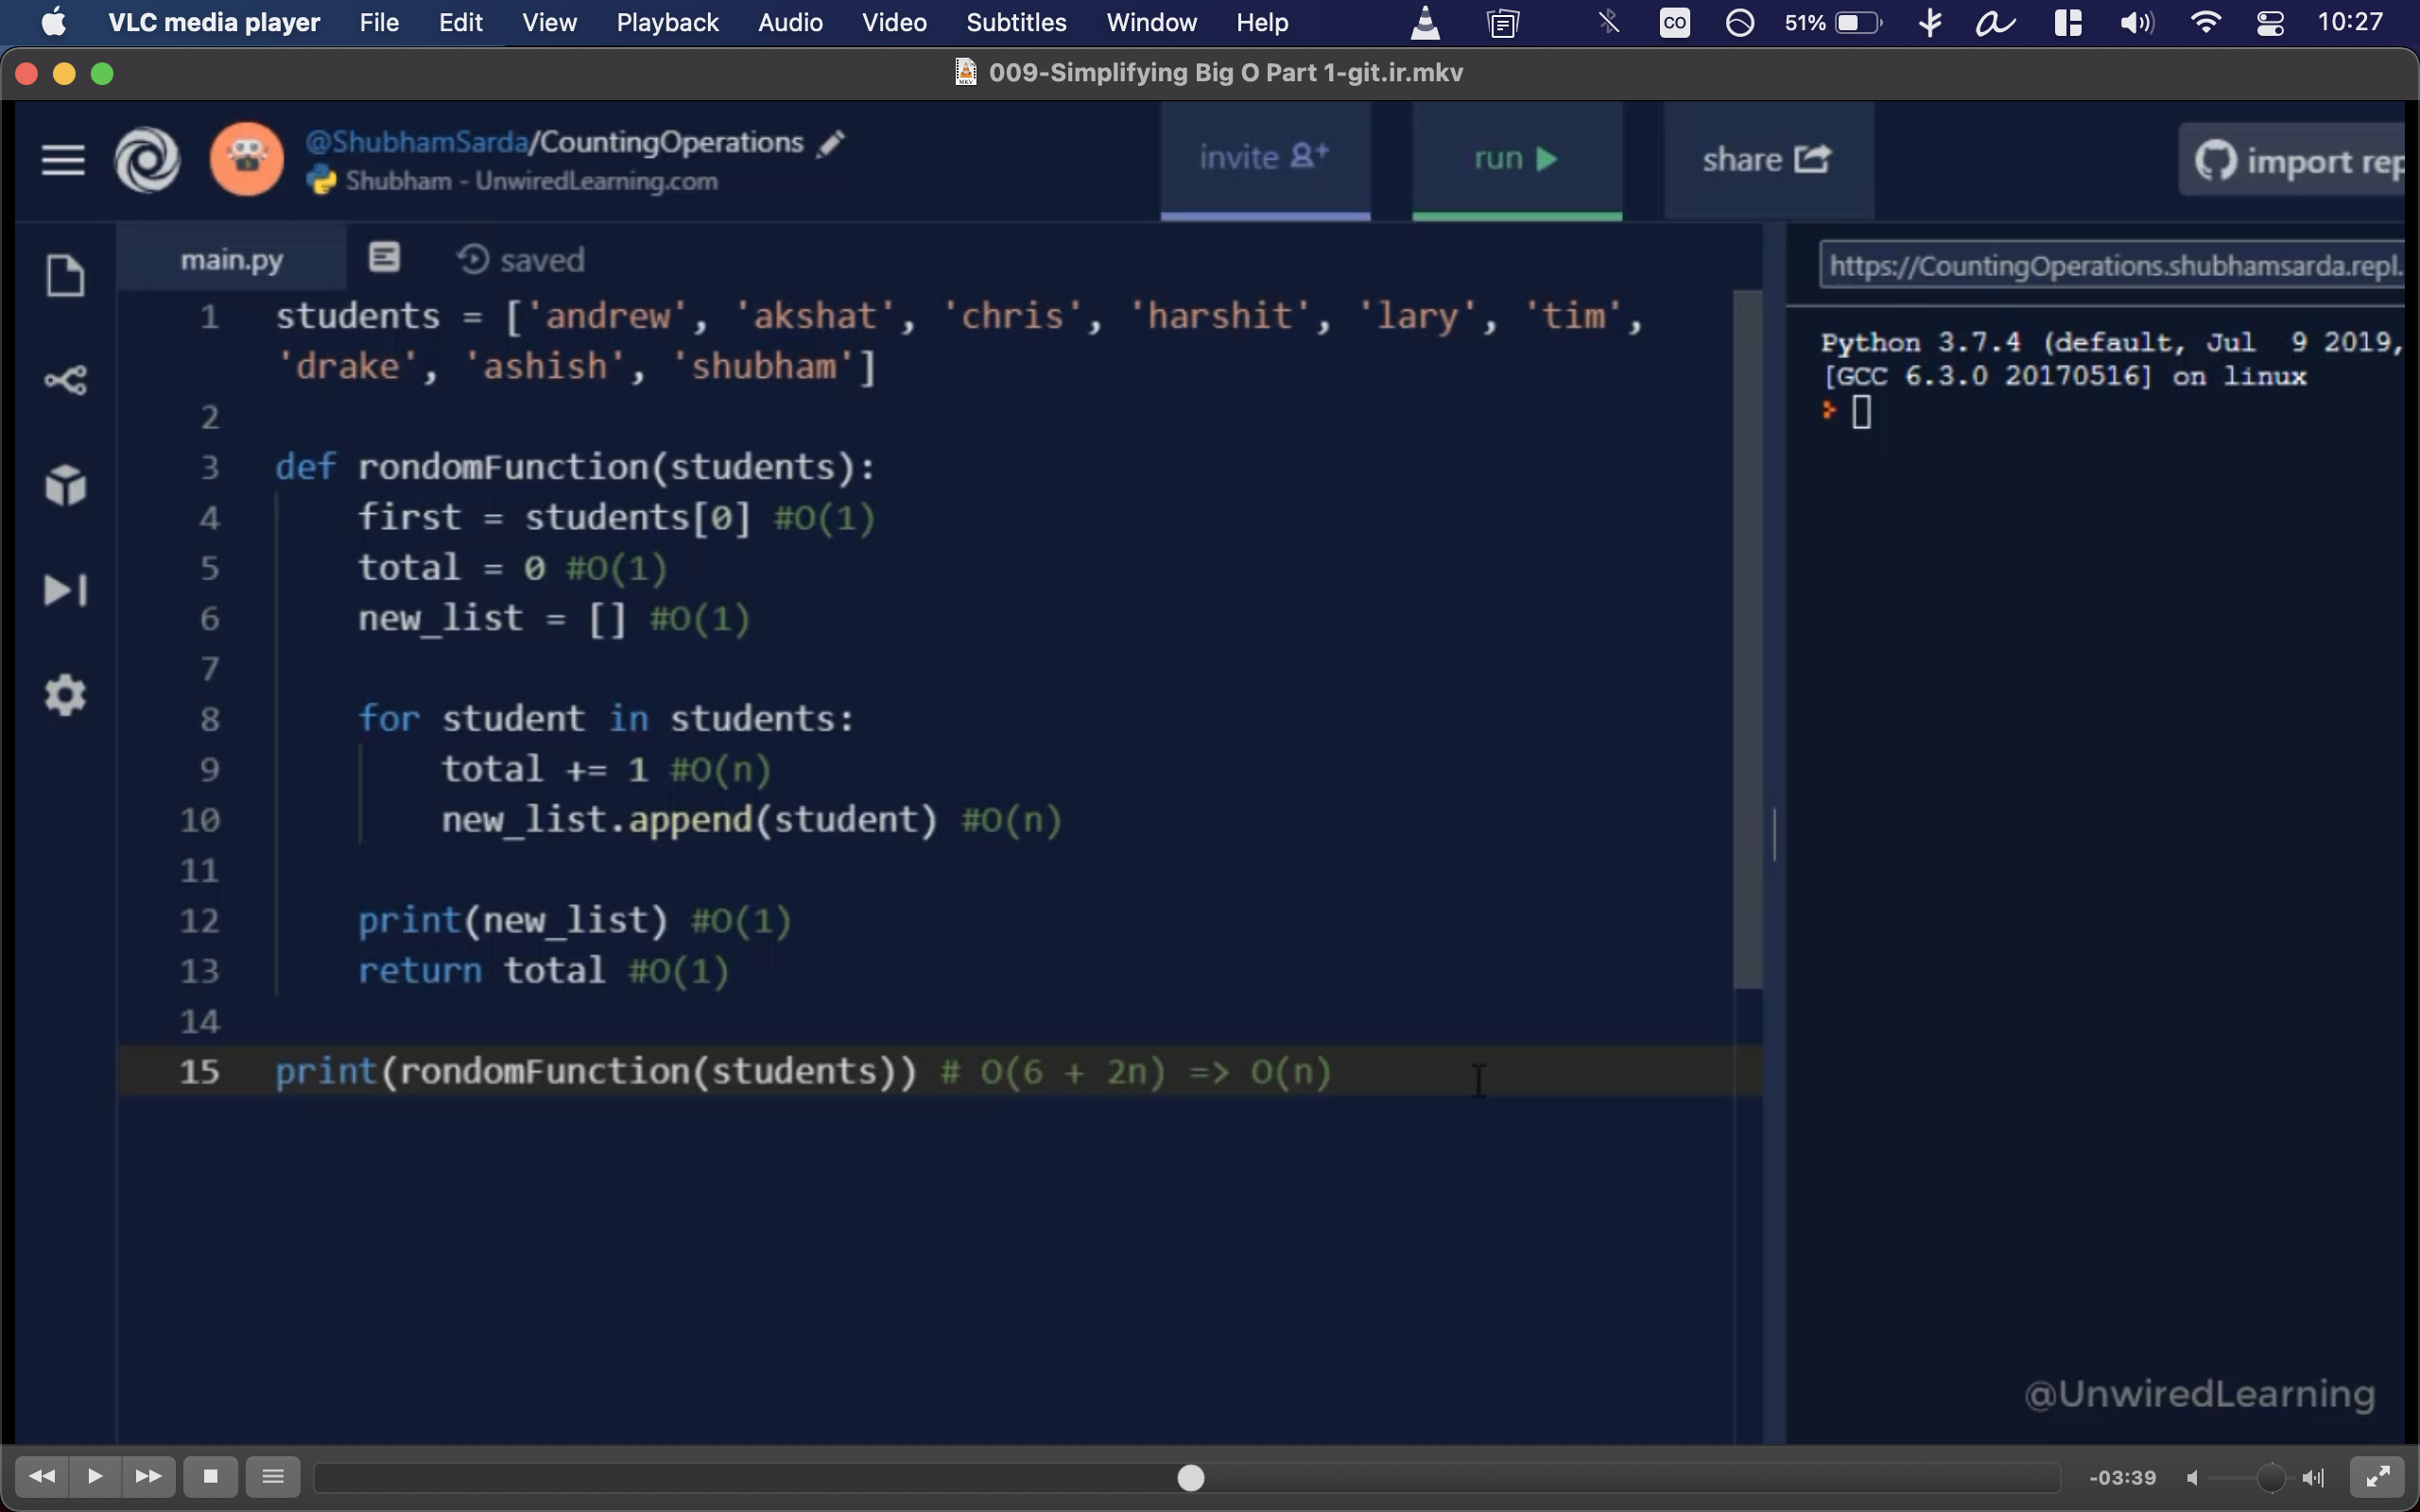 VLC media player File Edit View Playback Audio Video Subtitles Window Help CO 51% 10:27
009-Simplifying Big O Part 1-git.ir.mkv
@ShubhamSarda/CountingOperations
Shubham - UnwiredLearning.com
invite
run
share
import rep
main.py
saved
https://CountingOperations.shubhamsarda.repl.
1 students = ['andrew', 'akshat', 'chris', 'harshit', 'lary', 'tim',
'drake', 'ashish', 'shubham']
2
3 def rondomFunction(students):
4 first = students[0] #O(1)
5 total = 0 #O(1)
6 new_list = [] #O(1)
7
8 for student in students:
9 total += 1 #O(n)
10 new_list.append(student) #O(n)
11
12 print(new_list) #O(1)
13 return total #O(1)
14
15 print(rondomFunction(students)) # O(6 + 2n) => O(n)
Python 3.7.4 (default, Jul 9 2019,
[GCC 6.3.0 20170516] on linux
@UnwiredLearning
-03:39